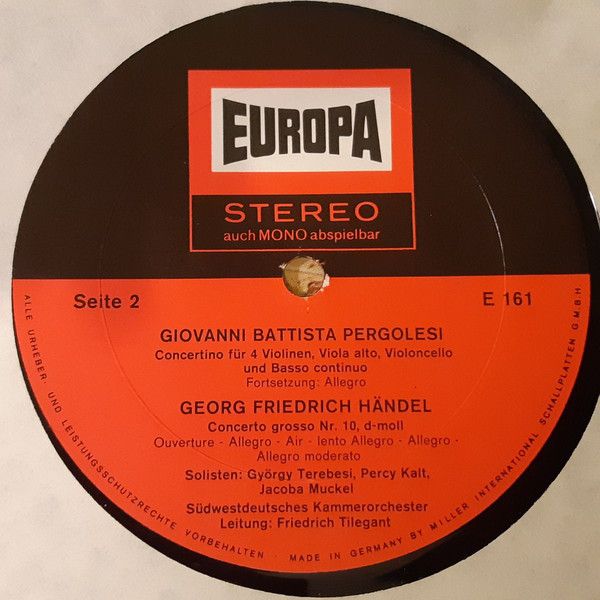 EUROPA
STEREO
auch MONO abspielbar
Seite 2
E 161
GIOVANNI BATTISTA PERGOLESI
Concertino für 4 Violinen, Viola alto, Violoncello
und Basso continuo
Fortsetzung: Allegro
GEORG FRIEDRICH HÄNDEL
Concerto grosso Nr. 10, d-moll
Ouverture - Allegro - Air - lento Allegro - Allegro -
Allegro moderato
Solisten: György Terebesi, Percy Kalt,
Jacoba Muckel
Südwestdeutsches Kammerorchester
Leitung: Friedrich Tilegant
ALLE URHEBER- UND LEISTUNGSSCHUTZRECHTE VORBEHALTEN · MADE IN GERMANY BY MILLER INTERNATIONAL SCHALLPLATTEN G.M.B.H